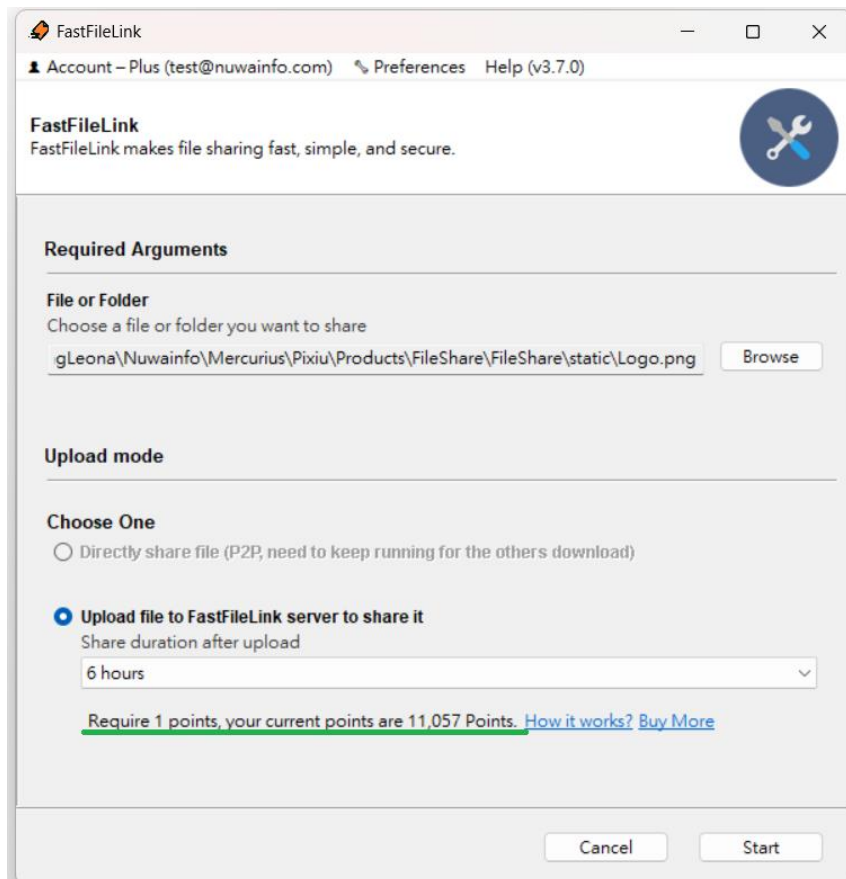 FastFileLink
Account – Plus (test@nuwainfo.com) Preferences Help (v3.7.0)
FastFileLink
FastFileLink makes file sharing fast, simple, and secure.
Required Arguments
File or Folder
Choose a file or folder you want to share
gLeona\Nuwainfo\Mercurius\Pixiu\Products\FileShare\FileShare\static\Logo.png Browse
Upload mode
Choose One
Directly share file (P2P, need to keep running for the others download)
Upload file to FastFileLink server to share it
Share duration after upload
6 hours
Require 1 points, your current points are 11,057 Points. How it works? Buy More
Cancel Start